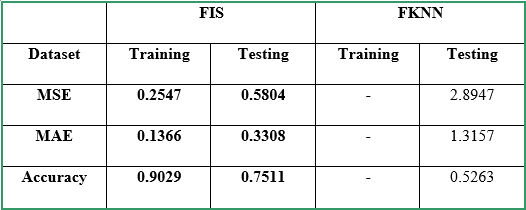 FIS FKNN
Dataset Training Testing Training Testing
MSE 0.2547 0.5804 - 2.8947
MAE 0.1366 0.3308 - 1.3157
Accuracy 0.9029 0.7511 - 0.5263